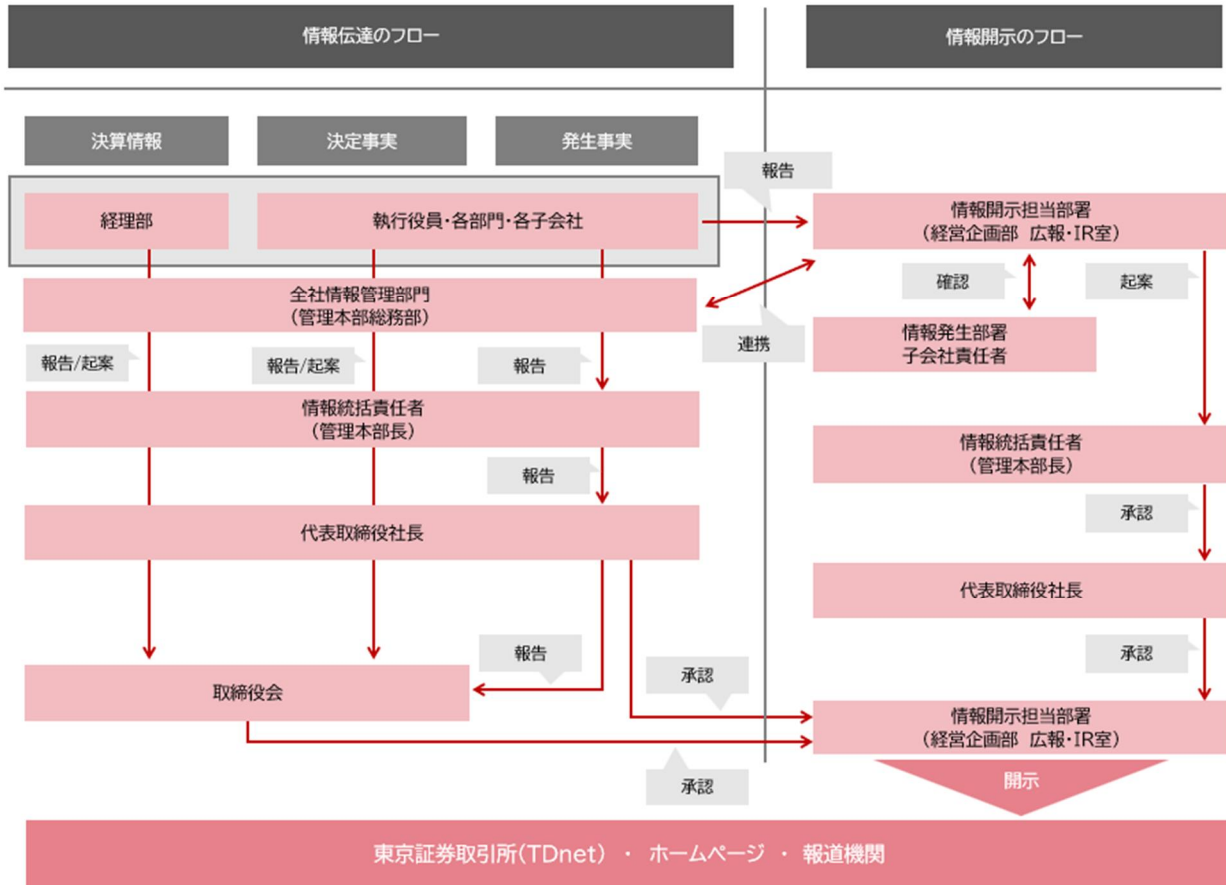 情報伝達のフロー
情報開示のフロー
決算情報
決定事実
発生事実
報告
経理部
執行役員・各部門・各子会社
情報開示担当部署
(経営企画部 広報・IR室)
確認
起案
全社情報管理部門
(管理本部総務部)
連携
情報発生部署
子会社責任者
報告/起案
報告/起案
報告
情報統括責任者
(管理本部長)
情報統括責任者
(管理本部長)
報告
承認
代表取締役社長
代表取締役社長
報告
承認
承認
取締役会
情報開示担当部署
(経営企画部 広報・IR室)
承認
開示
東京証券取引所(TDnet) ・ ホームページ ・ 報道機関